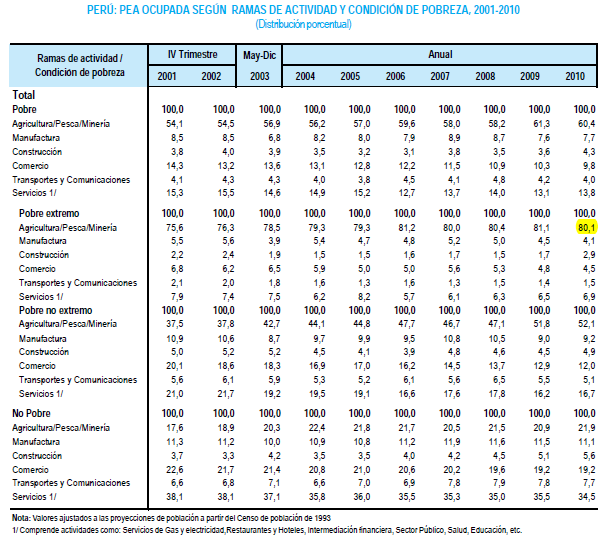 PERÚ: PEA OCUPADA SEGÚN RAMAS DE ACTIVIDAD Y CONDICIÓN DE POBREZA, 2001-2010
(Distribución porcentual)
Ramas de actividad / Condición de pobreza IV Trimestre May-Dic Anual
2001 2002 2003 2004 2005 2006 2007 2008 2009 2010
Total
Pobre 100,0 100,0 100,0 100,0 100,0 100,0 100,0 100,0 100,0 100,0
Agricultura/Pesca/Minería 54,1 54,5 56,9 56,2 57,0 59,6 58,0 58,2 61,3 60,4
Manufactura 8,5 8,5 6,8 8,2 8,0 7,9 8,9 8,7 7,6 7,7
Construcción 3,8 4,0 3,9 3,5 3,2 3,1 3,8 3,5 3,6 4,3
Comercio 14,3 13,2 13,6 13,1 12,8 12,2 11,5 10,9 10,3 9,8
Transportes y Comunicaciones 4,1 4,3 4,3 4,0 3,8 4,5 4,1 4,8 4,2 4,0
Servicios 1/ 15,3 15,5 14,6 14,9 15,2 12,7 13,7 14,0 13,1 13,8
Pobre extremo 100,0 100,0 100,0 100,0 100,0 100,0 100,0 100,0 100,0 100,0
Agricultura/Pesca/Minería 75,6 76,3 78,5 79,3 79,3 81,2 80,0 80,4 81,1 80,1
Manufactura 5,5 5,6 3,9 5,4 4,7 4,8 5,2 5,0 4,5 4,1
Construcción 2,2 2,4 1,9 1,5 1,5 1,6 1,7 1,5 1,7 2,9
Comercio 6,8 6,2 6,5 5,9 5,0 5,0 5,6 5,3 4,8 4,5
Transportes y Comunicaciones 2,1 2,0 1,8 1,6 1,3 1,6 1,3 1,5 1,4 1,5
Servicios 1/ 7,9 7,4 7,5 6,2 8,2 5,7 6,1 6,3 6,5 6,9
Pobre no extremo 100,0 100,0 100,0 100,0 100,0 100,0 100,0 100,0 100,0 100,0
Agricultura/Pesca/Minería 37,5 37,8 42,7 44,1 44,8 47,7 46,7 47,1 51,8 52,1
Manufactura 10,9 10,6 8,7 9,7 9,9 9,5 10,8 10,5 9,0 9,2
Construcción 5,0 5,2 5,2 4,5 4,1 3,9 4,8 4,6 4,5 4,9
Comercio 20,1 18,6 18,3 16,9 17,0 16,2 14,5 13,7 12,9 12,0
Transportes y Comunicaciones 5,6 6,1 5,9 5,3 5,2 6,1 5,6 6,5 5,5 5,1
Servicios 1/ 21,0 21,7 19,2 19,5 19,1 16,6 17,6 17,8 16,2 16,7
No Pobre 100,0 100,0 100,0 100,0 100,0 100,0 100,0 100,0 100,0 100,0
Agricultura/Pesca/Minería 17,6 18,9 20,3 22,4 21,8 21,7 20,5 21,5 20,9 21,9
Manufactura 11,3 11,2 10,0 10,9 10,8 11,2 11,9 11,6 11,5 11,1
Construcción 3,7 3,3 4,2 3,5 3,5 4,0 4,2 4,5 5,1 5,6
Comercio 22,6 21,7 21,4 20,8 21,0 20,6 20,2 19,6 19,2 19,2
Transportes y Comunicaciones 6,6 6,8 7,1 6,6 7,0 6,9 7,8 7,9 7,8 7,7
Servicios 1/ 38,1 38,1 37,1 35,8 36,0 35,5 35,3 35,0 35,5 34,5
Nota: Valores ajustados a las proyecciones de población a partir del Censo de población de 1993
1/ Comprende actividades como: Servicios de Gas y electricidad,Restaurantes y Hoteles, Intermediación financiera, Sector Público, Salud, Educación, etc.